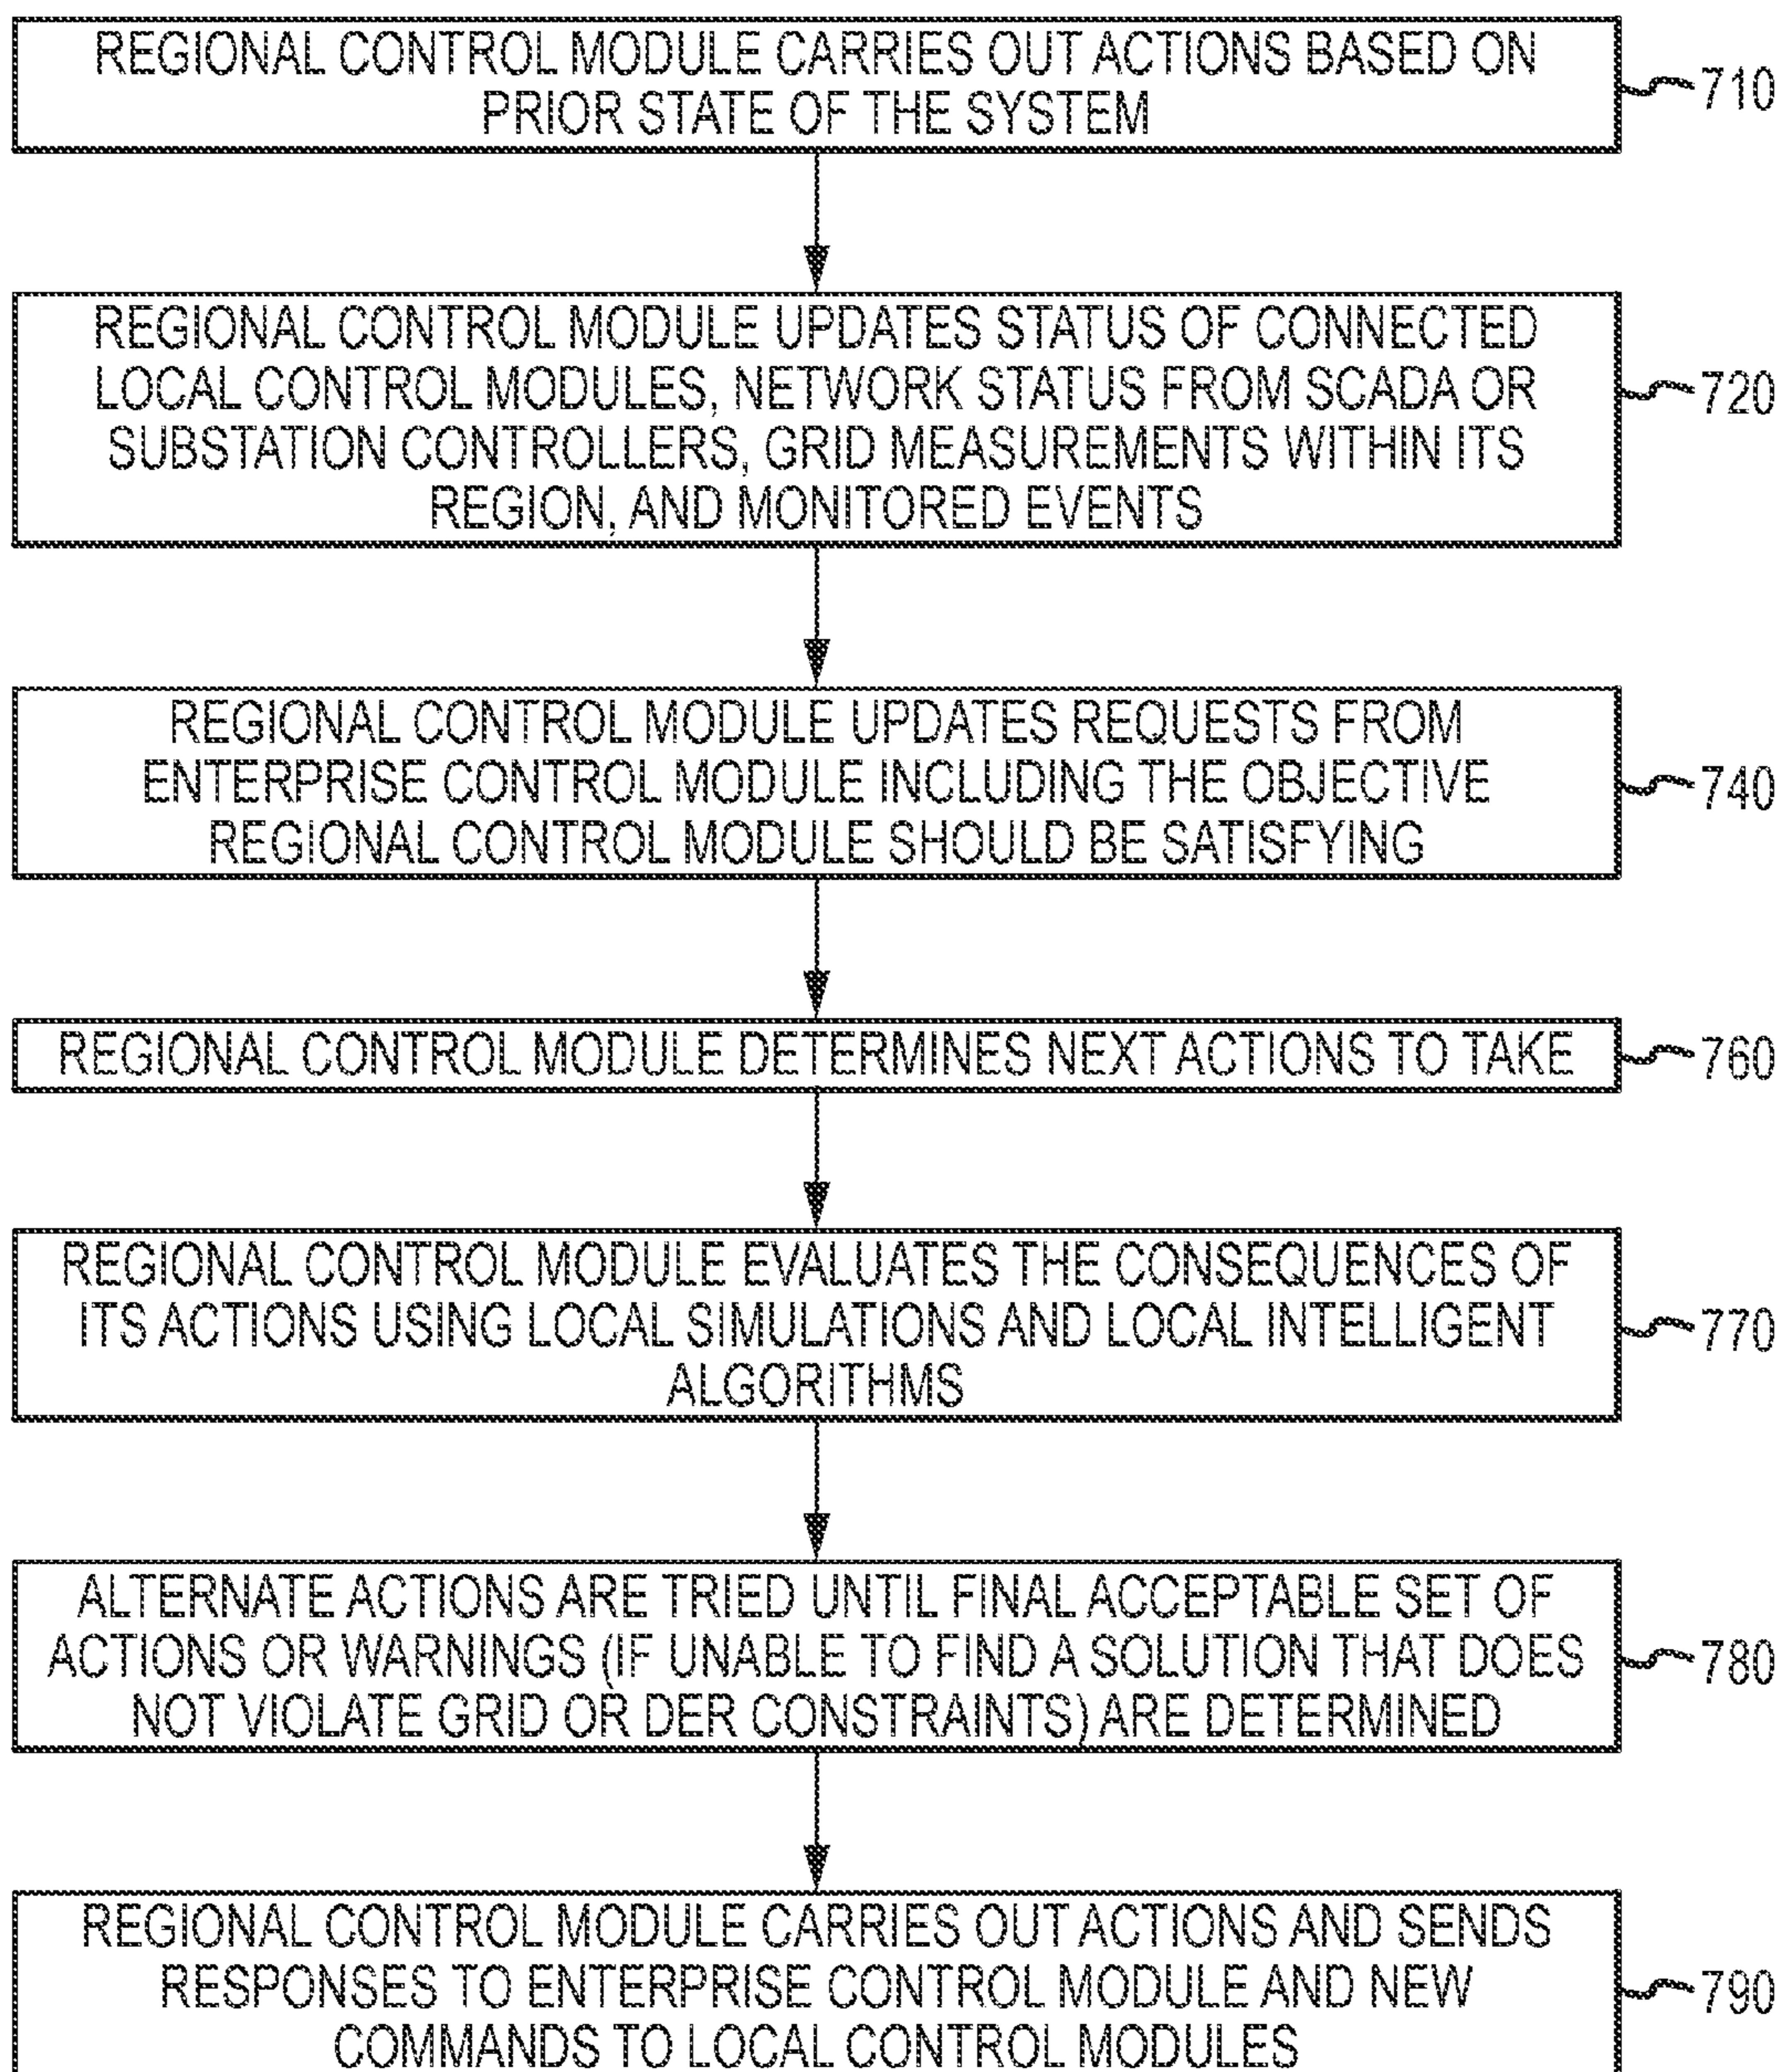 REGIONAL CONTROL MODULE CARRIES OUT ACTIONS BASED ON
PRIOR STATE OF THE SYSTEM
710
REGIONAL CONTROL MODULE UPDATES STATUS OF CONNECTED
LOCAL CONTROL MODULES, NETWORK STATUS FROM SCADA OR
SUBSTATION CONTROLLERS, GRID MEASUREMENTS WITHIN ITS
REGION, AND MONITORED EVENTS
720
REGIONAL CONTROL MODULE UPDATES REQUESTS FROM
ENTERPRISE CONTROL MODULE INCLUDING THE OBJECTIVE
REGIONAL CONTROL MODULE SHOULD BE SATISFYING
740
REGIONAL CONTROL MODULE DETERMINES NEXT ACTIONS TO TAKE
760
REGIONAL CONTROL MODULE EVALUATES THE CONSEQUENCES OF
ITS ACTIONS USING LOCAL SIMULATIONS AND LOCAL INTELLIGENT
ALGORITHMS
770
ALTERNATE ACTIONS ARE TRIED UNTIL FINAL ACCEPTABLE SET OF
ACTIONS OR WARNINGS (IF UNABLE TO FIND A SOLUTION THAT DOES
NOT VIOLATE GRID OR DER CONSTRAINTS) ARE DETERMINED
780
REGIONAL CONTROL MODULE CARRIES OUT ACTIONS AND SENDS
RESPONSES TO ENTERPRISE CONTROL MODULE AND NEW
COMMANDS TO LOCAL CONTROL MODULES
790